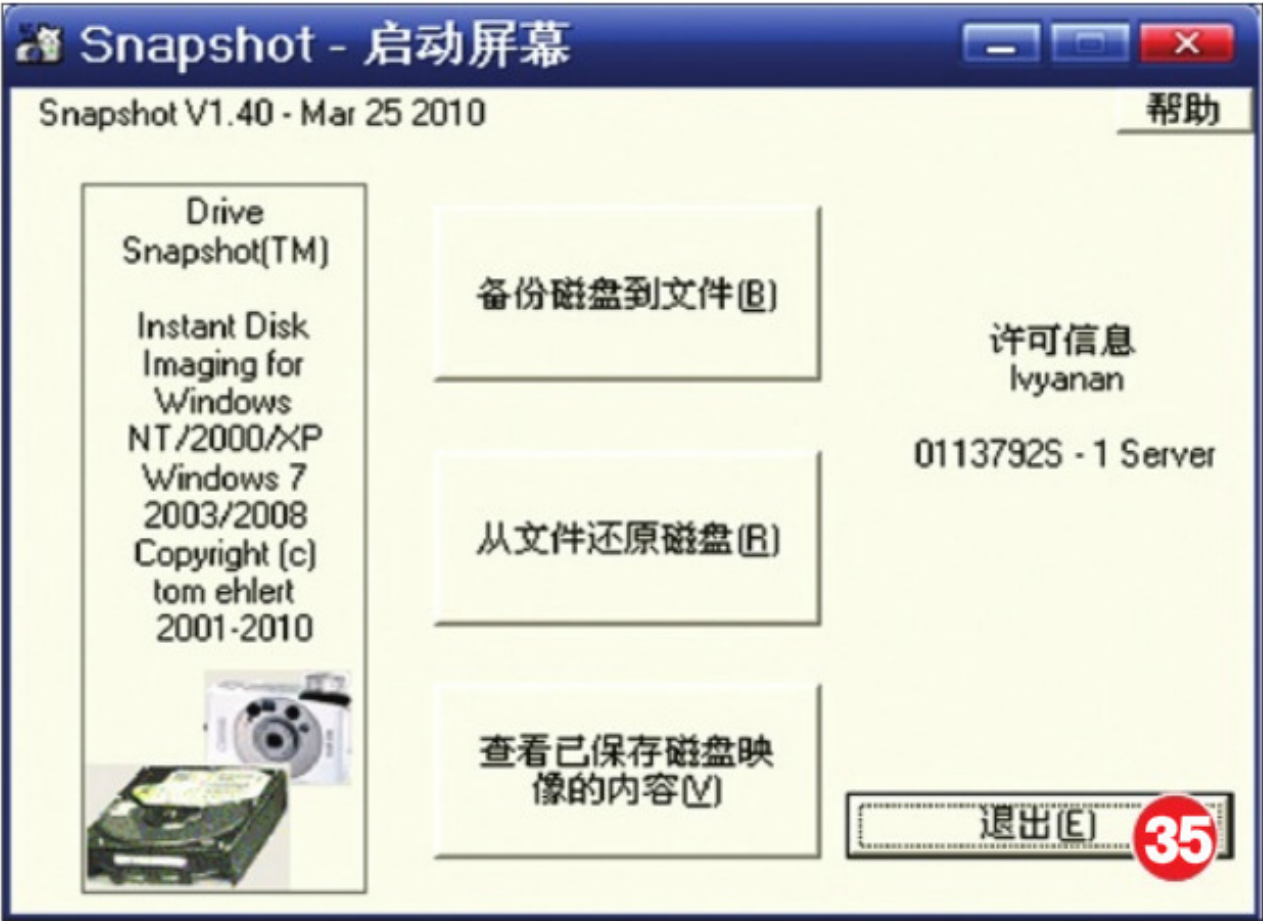 Snapshot - 启动屏幕
Snapshot V1.40 - Mar 25 2010
帮助
Drive
Snapshot(TM)
Instant Disk
Imaging for
Windows
NT/2000/XP
Windows 7
2003/2008
Copyright (c)
tom ehlert
2001-2010
备份磁盘到文件(B)
从文件还原磁盘(R)
查看已保存磁盘映
像的内容(V)
许可信息
lvyanan
01137925 - 1 Server
退出(E)
35